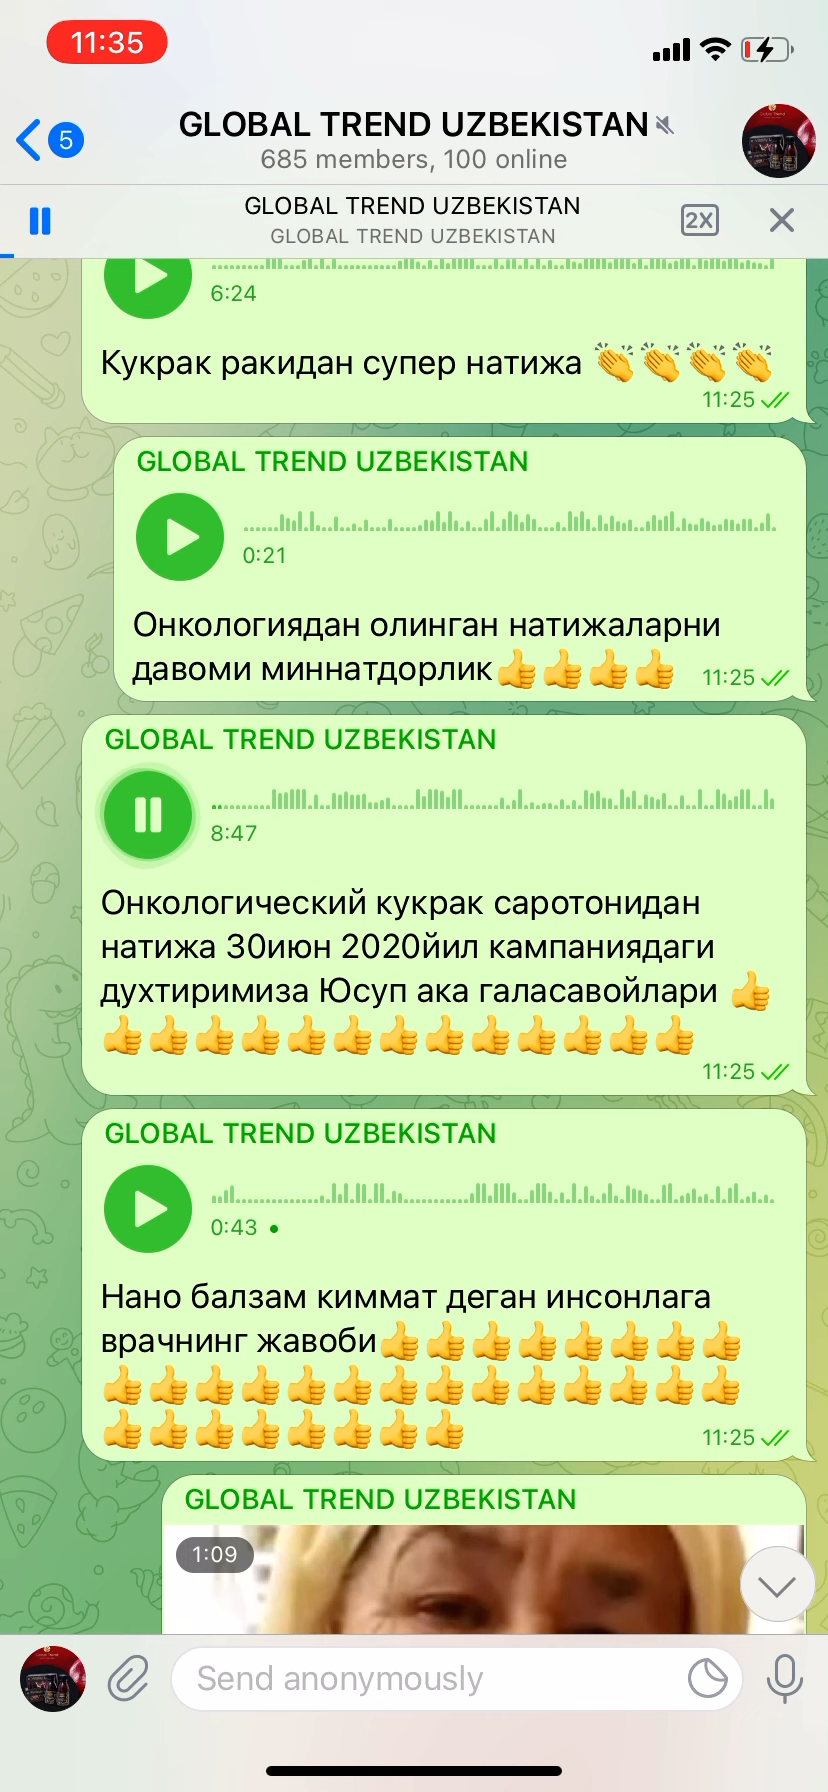 11:35
5
GLOBAL TREND UZBEKISTAN
685 members, 100 online
GLOBAL TREND UZBEKISTAN
GLOBAL TREND UZBEKISTAN
2X
6:24
Кукрак ракидан супер натижа 👏👏👏👏
11:25
GLOBAL TREND UZBEKISTAN
0:21
Онкологиядан олинган натижаларни
давоми миннатдорлик👍👍👍👍 11:25
GLOBAL TREND UZBEKISTAN
8:47
Онкологический кукрак саротонидан
натижа 30июн 2020йил кампаниядаги
духтиримиза Юсуп ака галасавойлари 👍
👍👍👍👍👍👍👍👍👍👍👍👍👍
11:25
GLOBAL TREND UZBEKISTAN
0:43
Нано балзам киммат деган инсонлага
врачнинг жавоби👍👍👍👍👍👍👍👍
👍👍👍👍👍👍👍👍👍👍👍👍👍👍
👍👍👍👍👍👍👍👍 11:25
GLOBAL TREND UZBEKISTAN
1:09
Send anonymously